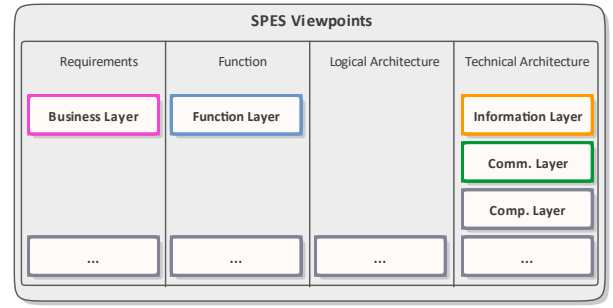 SPES Viewpoints
Requirements Function Logical Architecture Technical Architecture
Business Layer Function Layer Information Layer
Comm. Layer
Comp. Layer
... ... ... ...